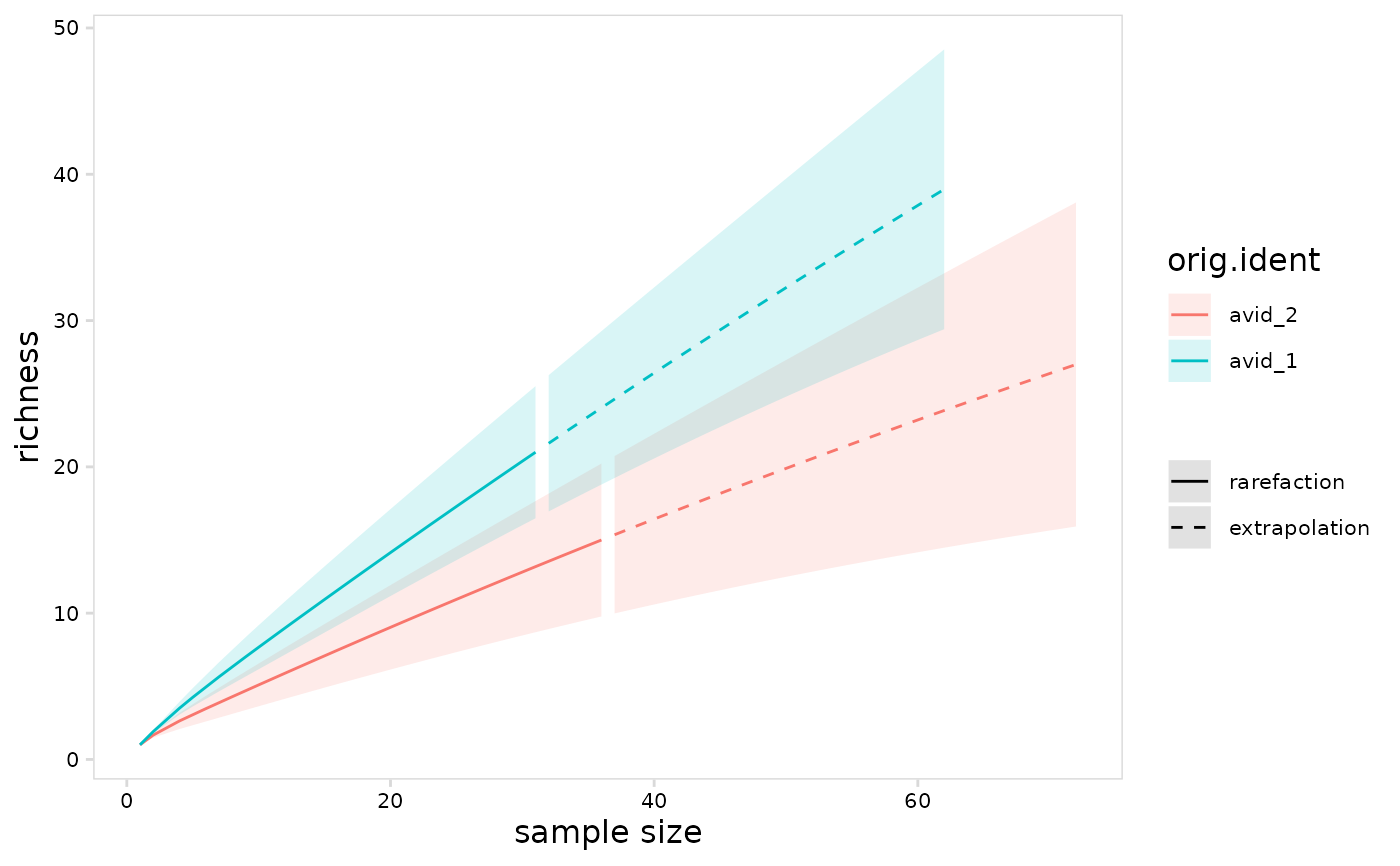 50
40
30
20
10
0
richness
0 20 40 60
sample size
orig.ident
avid_2
avid_1
rarefaction
extrapolation